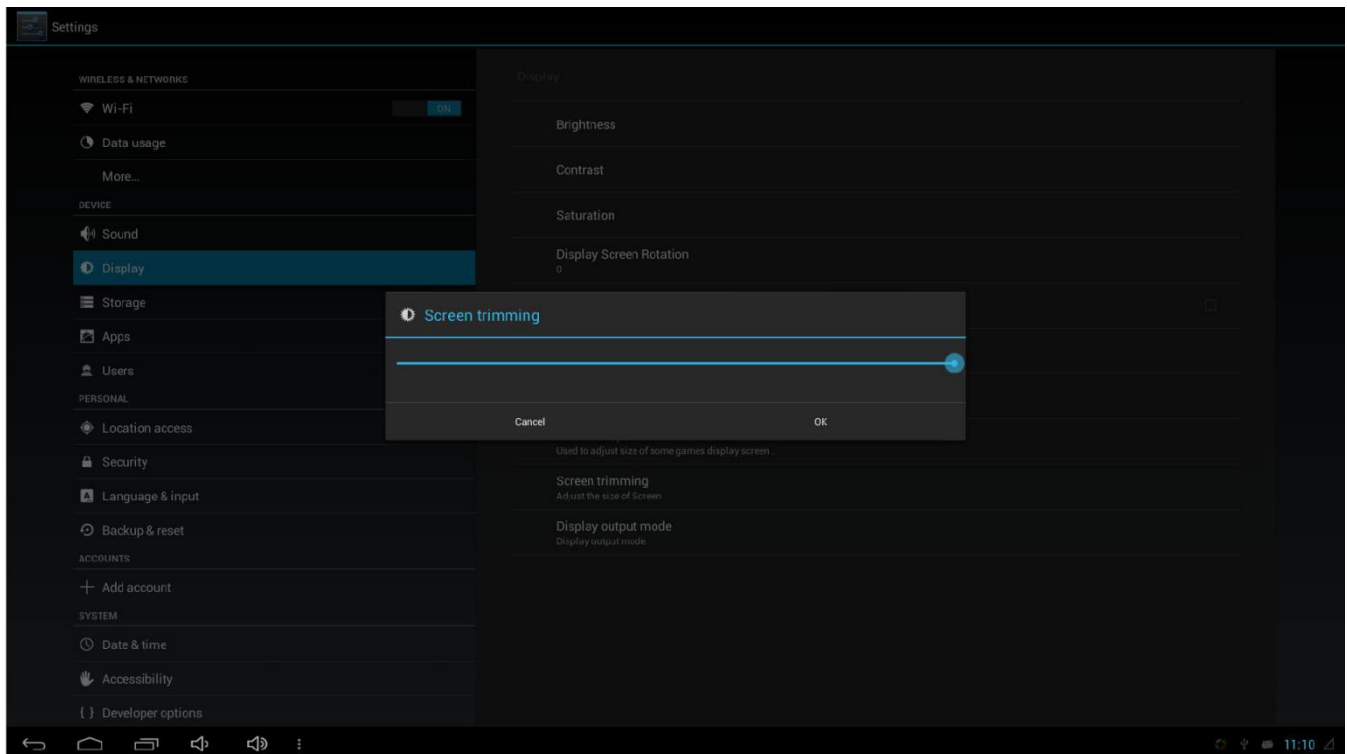 Settings
WIRELESS & NETWORKS
Wi-Fi
ON
Data usage
More...
DEVICE
Sound
Display
Storage
Apps
Users
PERSONAL
Location access
Security
Language & input
Backup & reset
ACCOUNTS
Add account
SYSTEM
Date & time
Accessibility
{ } Developer options
Display
Brightness
Contrast
Saturation
Display Screen Rotation
0
Screen trimming
Cancel
OK
Used to adjust size of some games display screen .
Screen trimming
Adjust the size of Screen
Display output mode
Display output mode
11:10